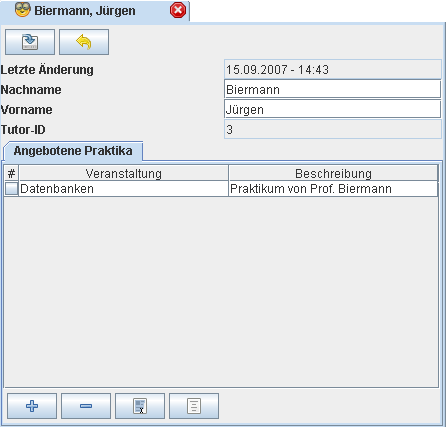 Biermann, Jürgen
Letzte Änderung 15.09.2007 - 14:43
Nachname Biermann
Vorname Jürgen
Tutor-ID 3
Angebotene Praktika
# Veranstaltung Beschreibung
Datenbanken Praktikum von Prof. Biermann